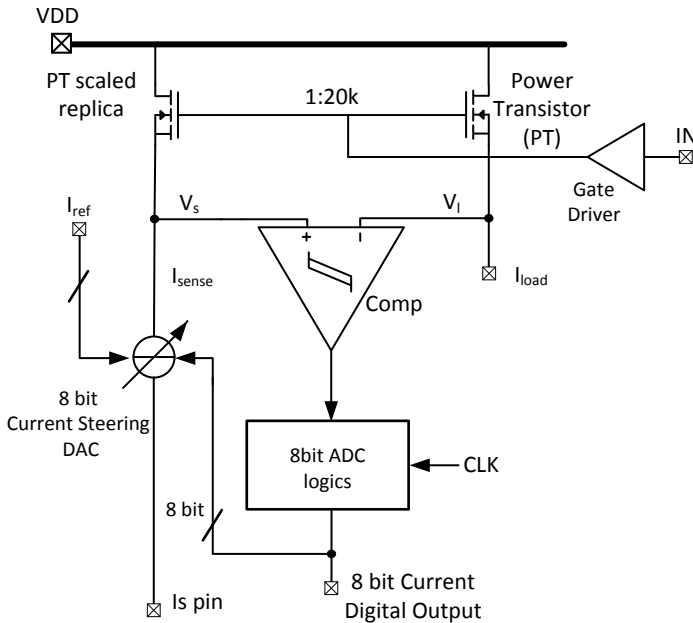 VDD
PT scaled
replica
1:20k
Power
Transistor
(PT)
IN
Gate
Driver
Iref
Vs
Vl
+
–
Isense
Comp
Iload
8 bit
Current Steering
DAC
8bit ADC
logics
CLK
8 bit
Is pin
8 bit Current
Digital Output